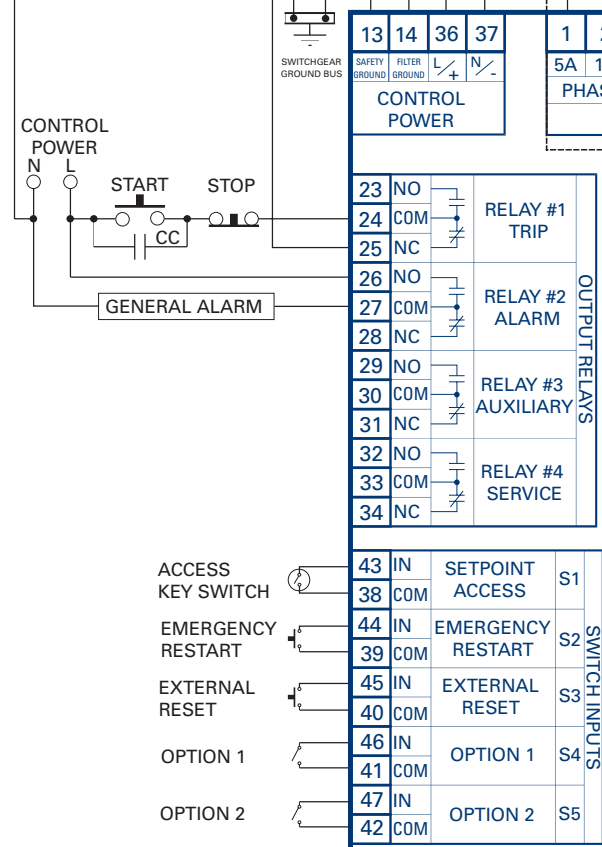 13 14 36 37 1
SAFETY GROUND FILTER GROUND L/+ N/- 5A 1
SWITCHGEAR
GROUND BUS
CONTROL
POWER
CONTROL
POWER
N L
START STOP
CC
GENERAL ALARM
23 NO
24 COM
25 NC
RELAY #1
TRIP
26 NO
27 COM
28 NC
RELAY #2
ALARM
29 NO
30 COM
31 NC
RELAY #3
AUXILIARY
32 NO
33 COM
34 NC
RELAY #4
SERVICE
OUTPUT RELAYS
ACCESS
KEY SWITCH
43 IN
38 COM
SETPOINT
ACCESS
S1
EMERGENCY
RESTART
44 IN
39 COM
EMERGENCY
RESTART
S2
EXTERNAL
RESET
45 IN
40 COM
EXTERNAL
RESET
S3
OPTION 1
46 IN
41 COM
OPTION 1
S4
OPTION 2
47 IN
42 COM
OPTION 2
S5
SWITCH INPUTS